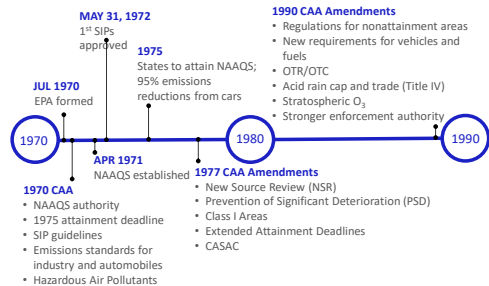 MAY 31, 1972
1st SIPs
approved
1975
States to attain NAAQS;
95% emissions
reductions from cars
1990 CAA Amendments
• Regulations for nonattainment areas
• New requirements for vehicles and
fuels
• OTR/OTC
• Acid rain cap and trade (Title IV)
• Stratospheric O3
• Stronger enforcement authority
JUL 1970
EPA formed
1970
1980
1990
APR 1971
NAAQS established
1970 CAA
• NAAQS authority
• 1975 attainment deadline
• SIP guidelines
• Emissions standards for
industry and automobiles
• Hazardous Air Pollutants
1977 CAA Amendments
• New Source Review (NSR)
• Prevention of Significant Deterioration (PSD)
• Class I Areas
• Extended Attainment Deadlines
• CASAC